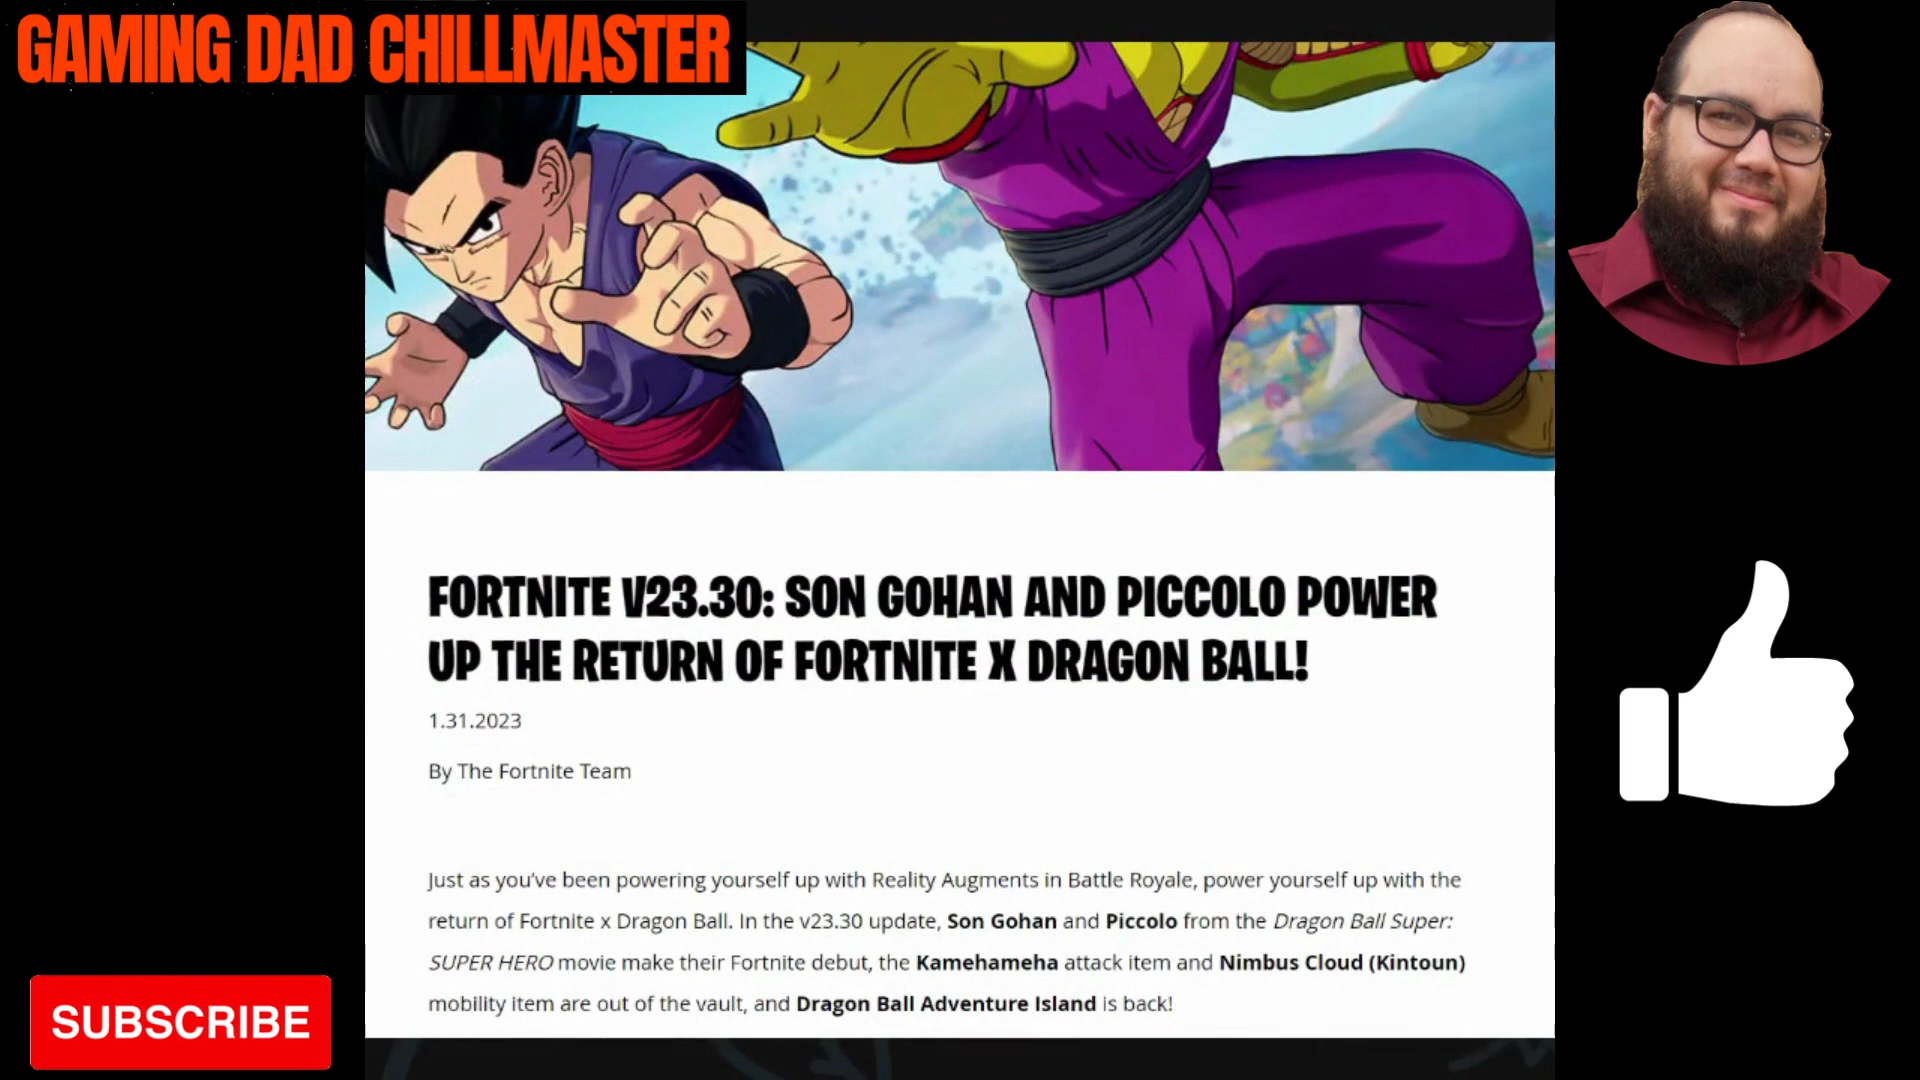 GAMING DAD CHILLMASTER
FORTNITE V23.30: SON GOHAN AND PICCOLO POWER
UP THE RETURN OF FORTNITE X DRAGON BALL!
1.31.2023
By The Fortnite Team
Just as you've been powering yourself up with Reality Augments in Battle Royale, power yourself up with the
return of Fortnite x Dragon Ball. In the v23.30 update, Son Gohan and Piccolo from the Dragon Ball Super:
SUPER HERO movie make their Fortnite debut, the Kamehameha attack item and Nimbus Cloud (Kintoun)
mobility item are out of the vault, and Dragon Ball Adventure Island is back!
SUBSCRIBE